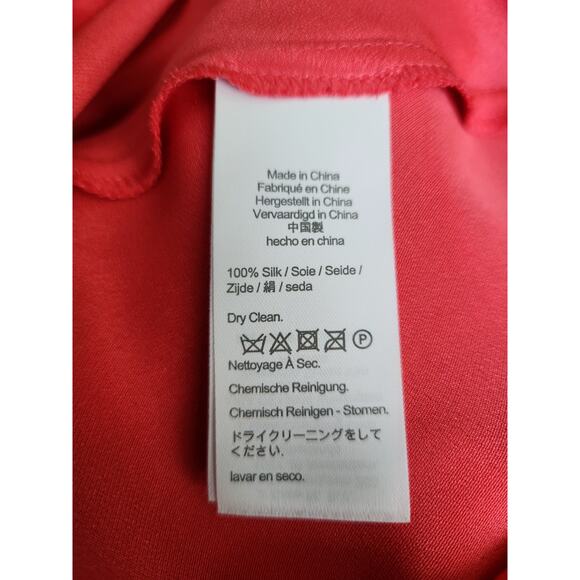 Made in China
Fabriqué en Chine
Hergestellt in China
Vervaardigd in China
中国製
hecho en china
100% Silk / Soie / Seide /
Zijde / 絹 / seda
Dry Clean.
P
Nettoyage À Sec.
Chemische Reinigung.
Chemisch Reinigen - Stomen.
ドライクリーニングをして
ください.
lavar en seco.